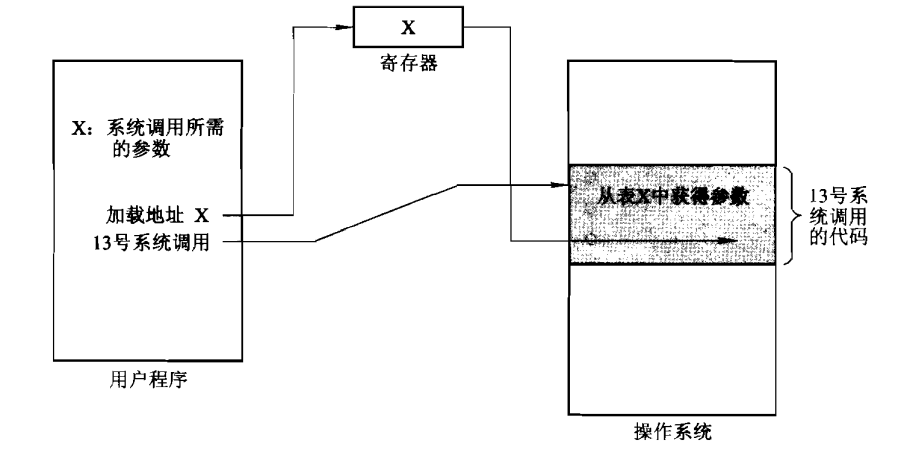 X
寄存器
X：系统调用所需
的参数
加载地址 X
13号系统调用
用户程序
从表X中获得参数
13号系
统调用
的代码
操作系统